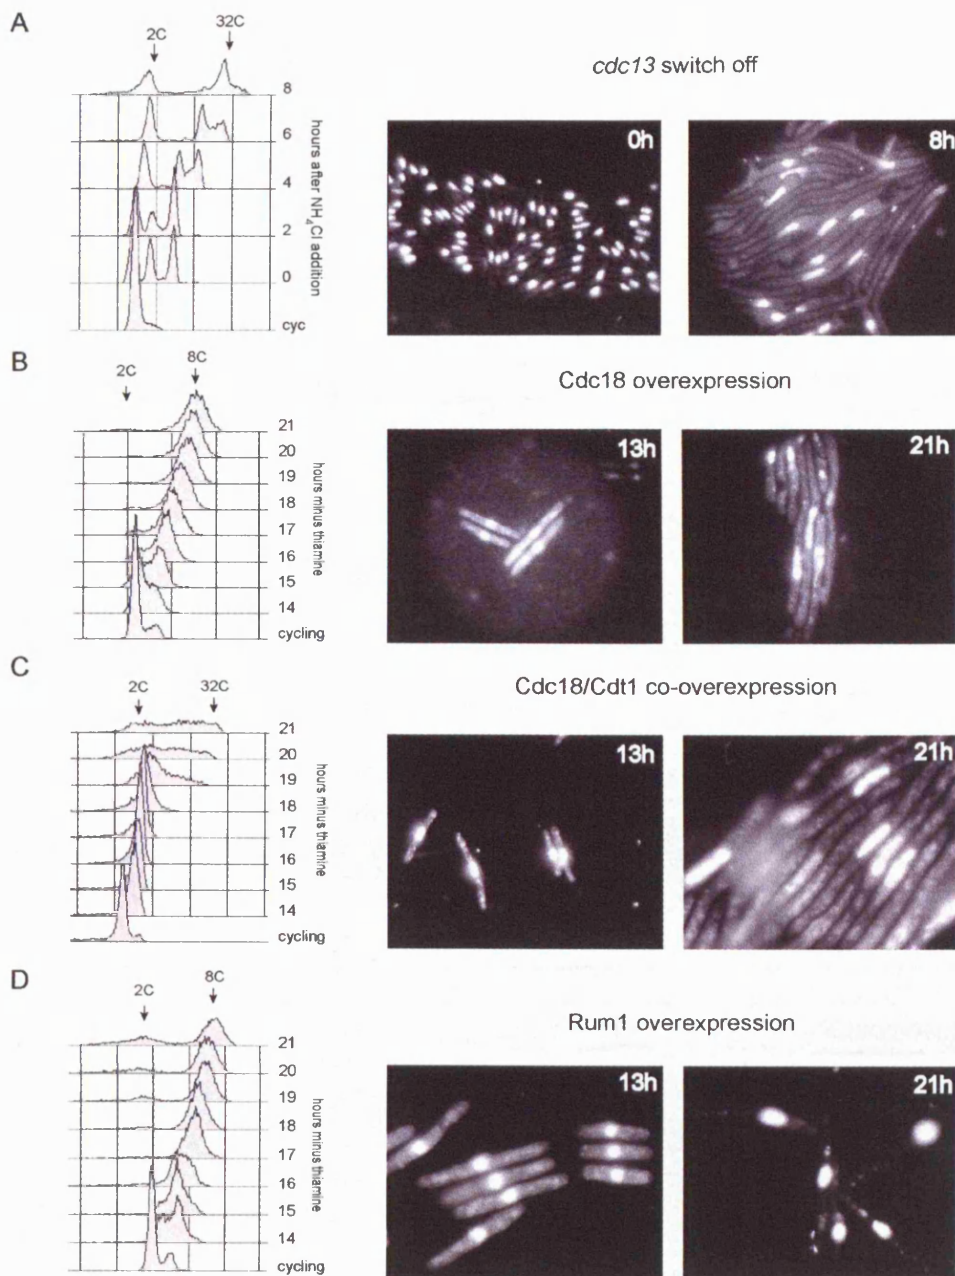 A
2C
32C
8
6
4
2
0
cyc
hours after NH4Cl addition
cdc13 switch off
0h
8h
B
2C
8C
21
20
19
18
17
16
15
14
cycling
hours minus thiamine
Cdc18 overexpression
13h
21h
C
2C
32C
21
20
19
18
17
16
15
14
cycling
hours minus thiamine
Cdc18/Cdt1 co-overexpression
13h
21h
D
2C
8C
21
20
19
18
17
16
15
14
cycling
hours minus thiamine
Rum1 overexpression
13h
21h